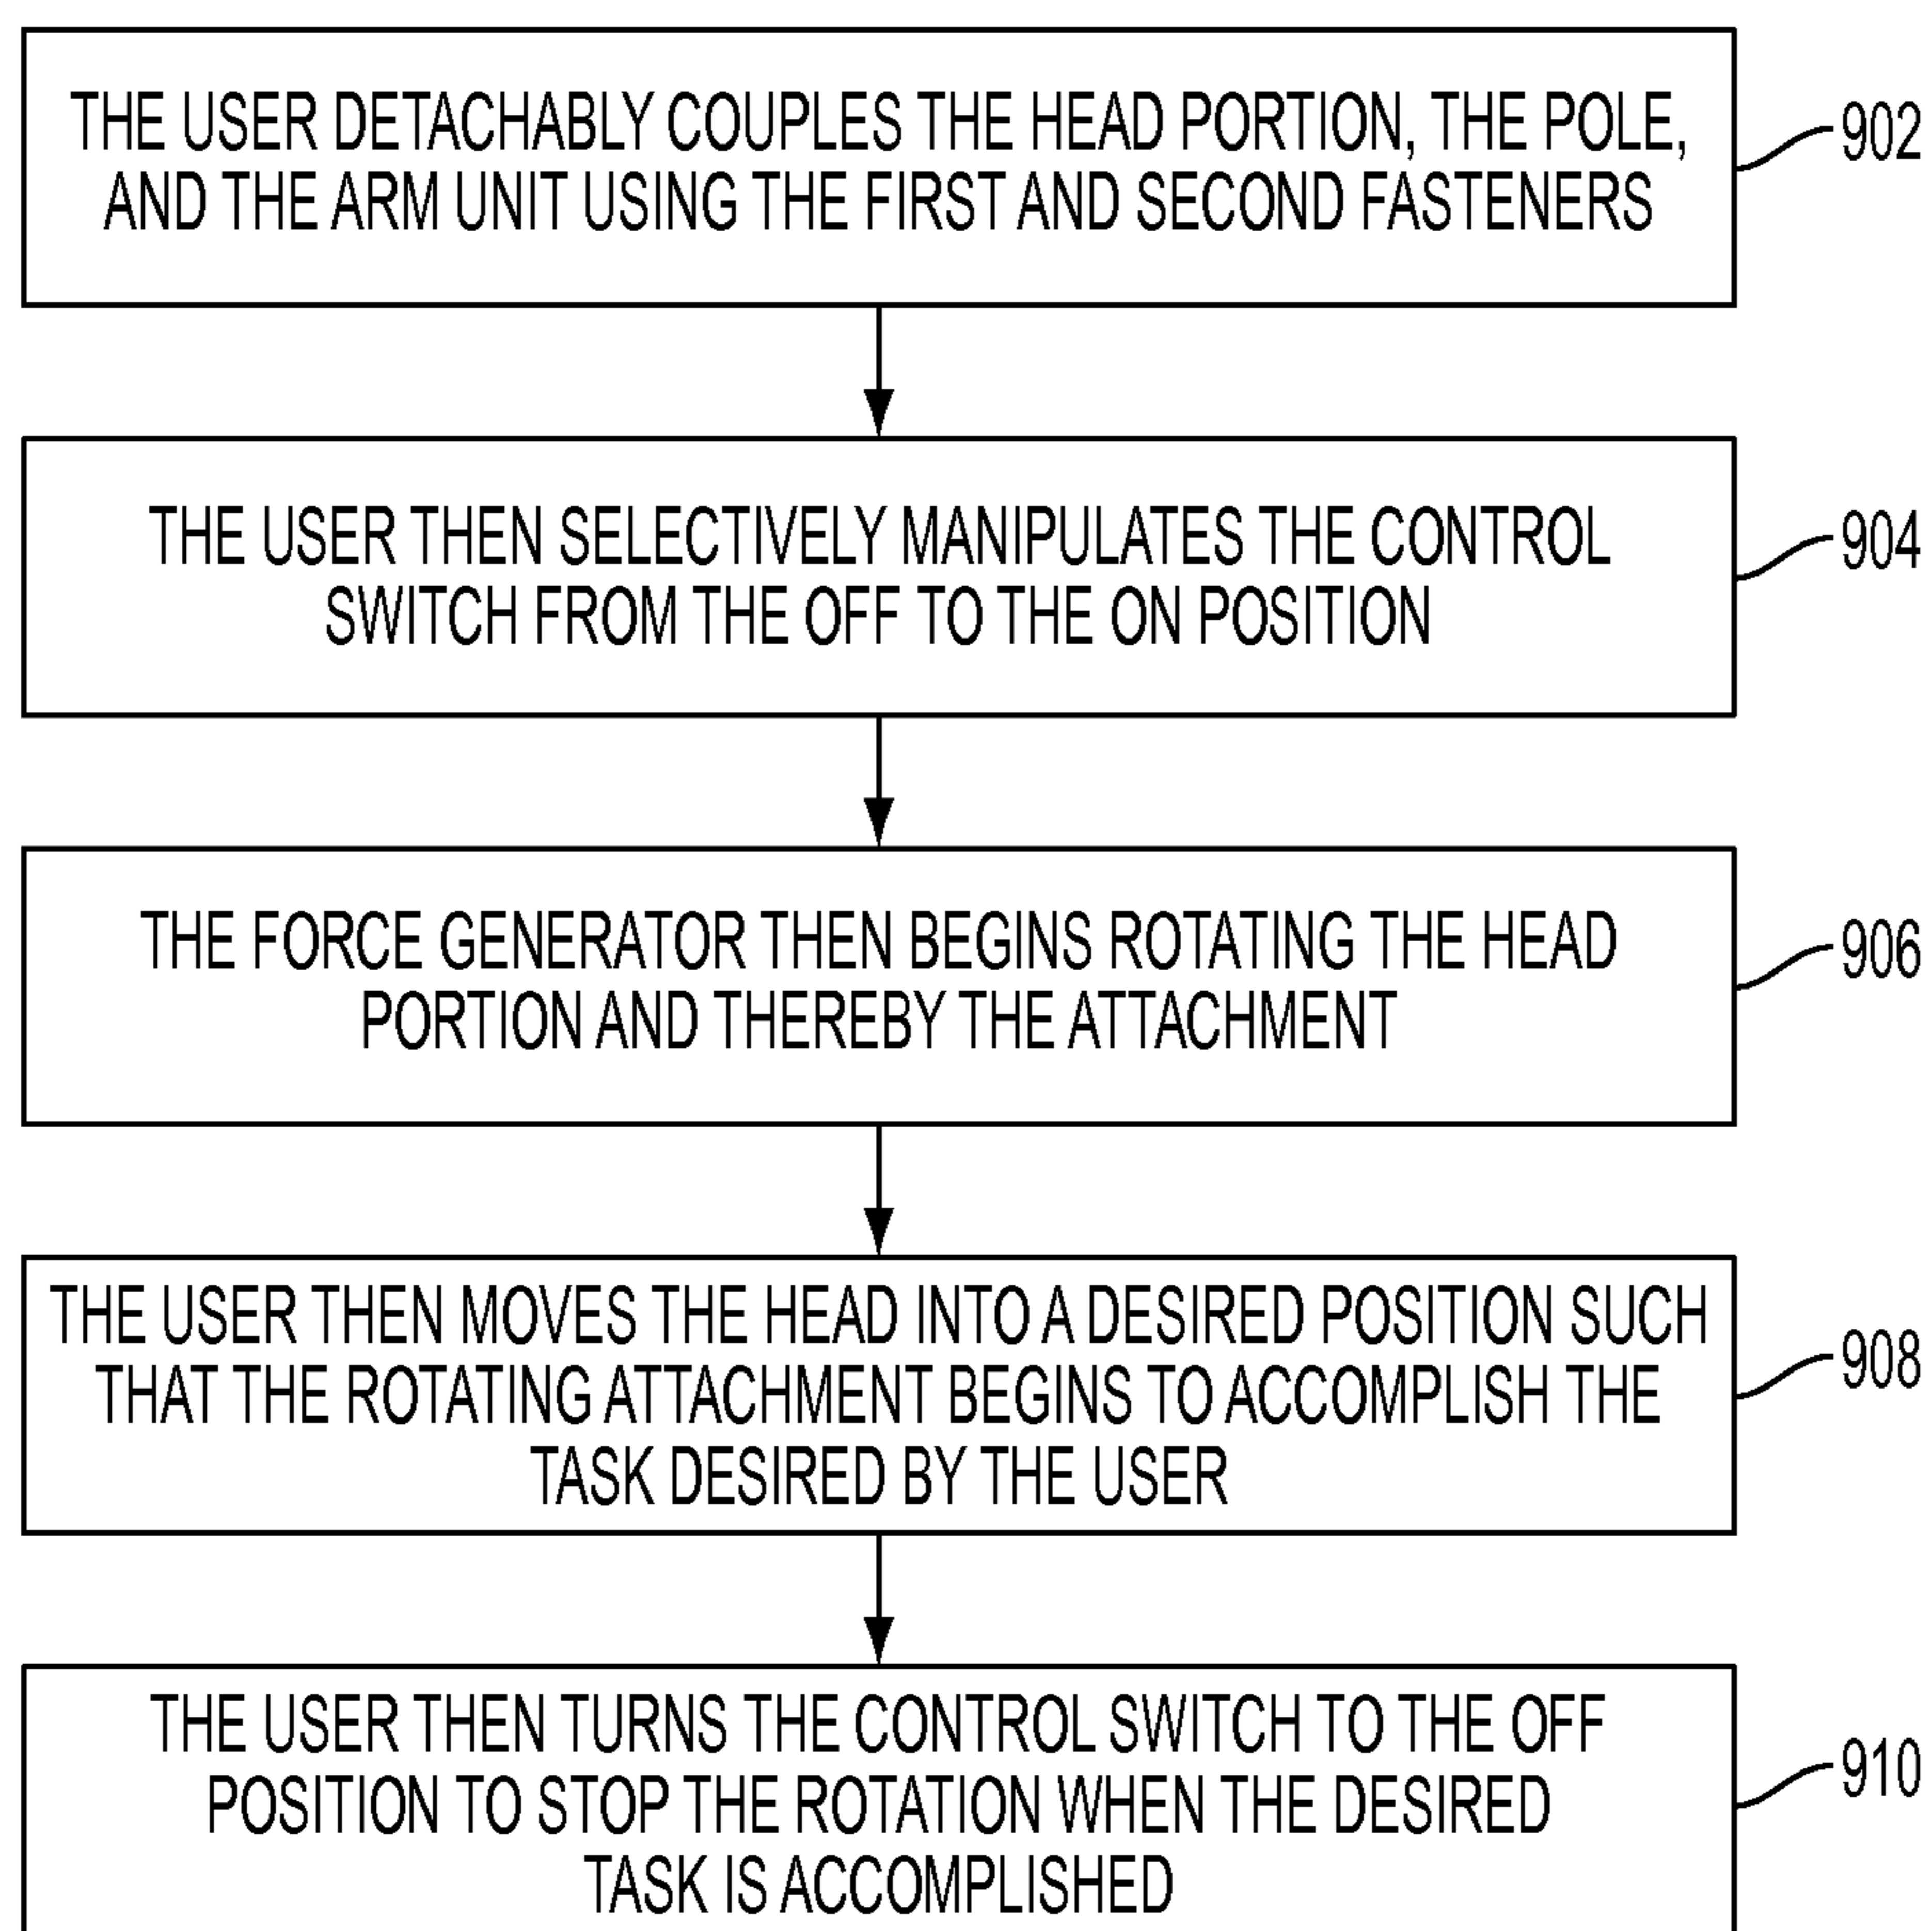 THE USER DETACHABLY COUPLES THE HEAD PORTION, THE POLE,
AND THE ARM UNIT USING THE FIRST AND SECOND FASTENERS
902
THE USER THEN SELECTIVELY MANIPULATES THE CONTROL
SWITCH FROM THE OFF TO THE ON POSITION
904
THE FORCE GENERATOR THEN BEGINS ROTATING THE HEAD
PORTION AND THEREBY THE ATTACHMENT
906
THE USER THEN MOVES THE HEAD INTO A DESIRED POSITION SUCH
THAT THE ROTATING ATTACHMENT BEGINS TO ACCOMPLISH THE
TASK DESIRED BY THE USER
908
THE USER THEN TURNS THE CONTROL SWITCH TO THE OFF
POSITION TO STOP THE ROTATION WHEN THE DESIRED
TASK IS ACCOMPLISHED
910